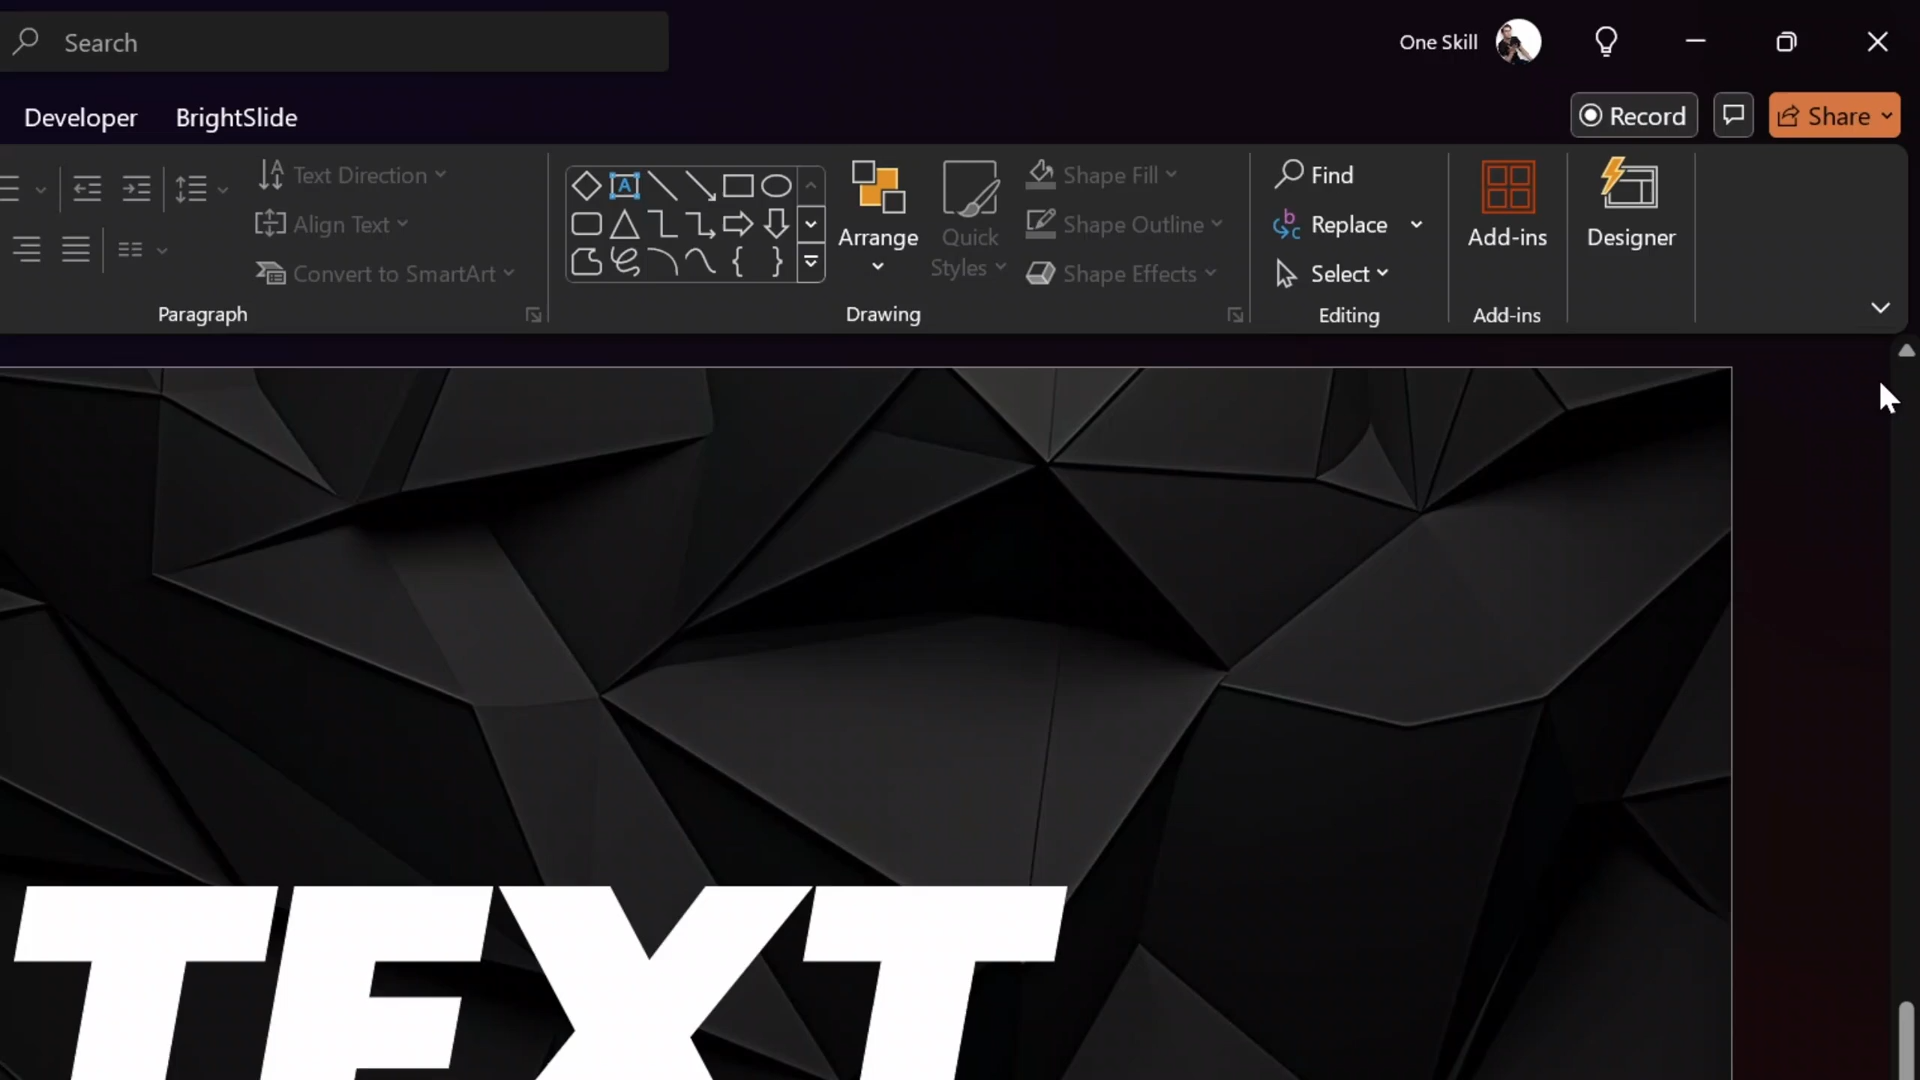 Search
One Skill
Developer
BrightSlide
Record
Share
Text Direction
Align Text
Convert to SmartArt
Paragraph
Arrange
Quick
Styles
Shape Fill
Shape Outline
Shape Effects
Drawing
Find
Replace
Select
Editing
Add-ins
Add-ins
Designer
TEXT